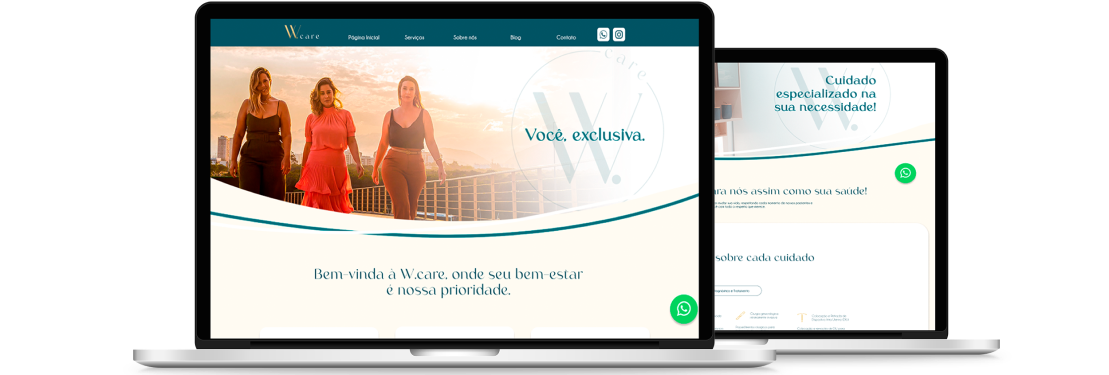 W.care
Página Inicial
Serviços
Sobre nós
Blog
Contato
care
W.
Você, exclusiva.
Bem-vinda à W.care, onde seu bem-estar
é nossa prioridade.
Cuidado
especializado na
sua necessidade!
ara nós assim como sua saúde!
sobre cada cuidado